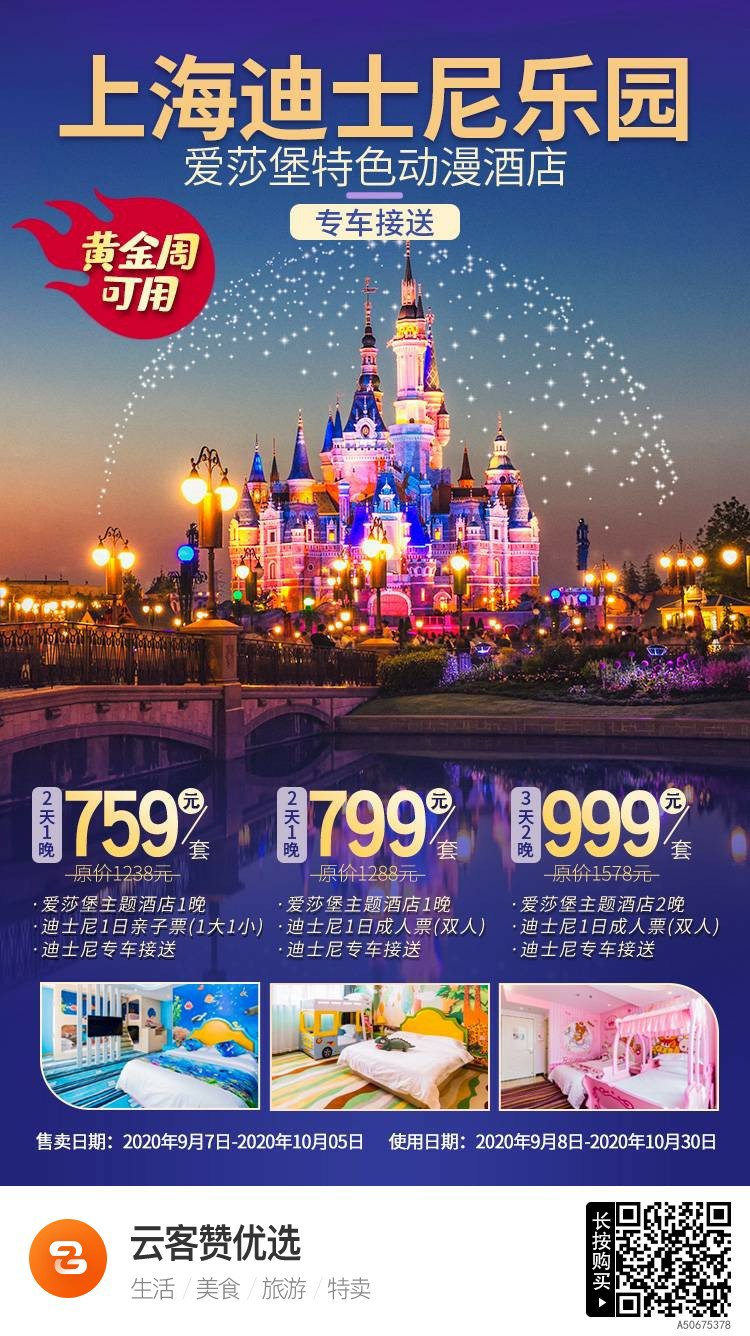 上海迪士尼乐园
爱莎堡特色动漫酒店
专车接送
黄金周
可用
2天1晚
759元/套
原价1238元
·爱莎堡主题酒店1晚
·迪士尼1日亲子票(1大1小)
·迪士尼专车接送
2天1晚
799元/套
原价1288元
·爱莎堡主题酒店1晚
·迪士尼1日成人票(双人)
·迪士尼专车接送
3天2晚
999元/套
原价1578元
·爱莎堡主题酒店2晚
·迪士尼1日成人票(双人)
·迪士尼专车接送
售卖日期：2020年9月7日-2020年10月05日 使用日期：2020年9月8日-2020年10月30日
云客赞优选
生活/美食/旅游/特卖
长按购买
A50675378